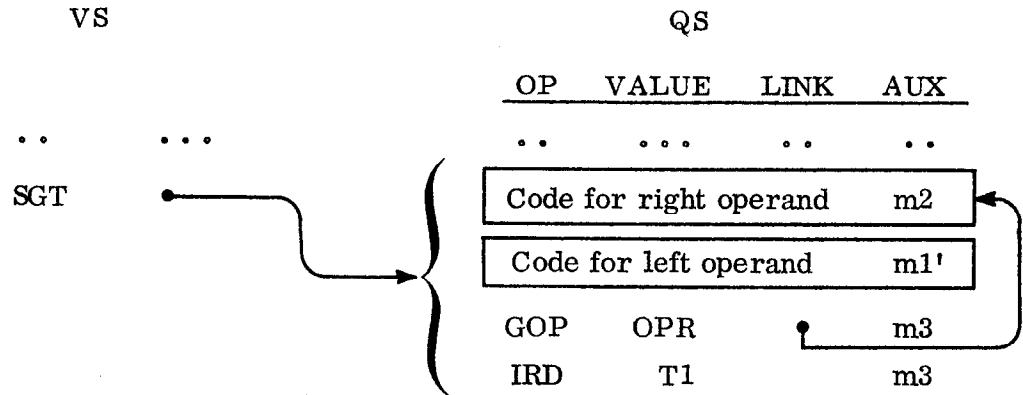 VS QS
OP VALUE LINK AUX
.. ... .. ... .. ..
SGT Code for right operand m2
Code for left operand m1'
GOP OPR m3
IRD T1 m3